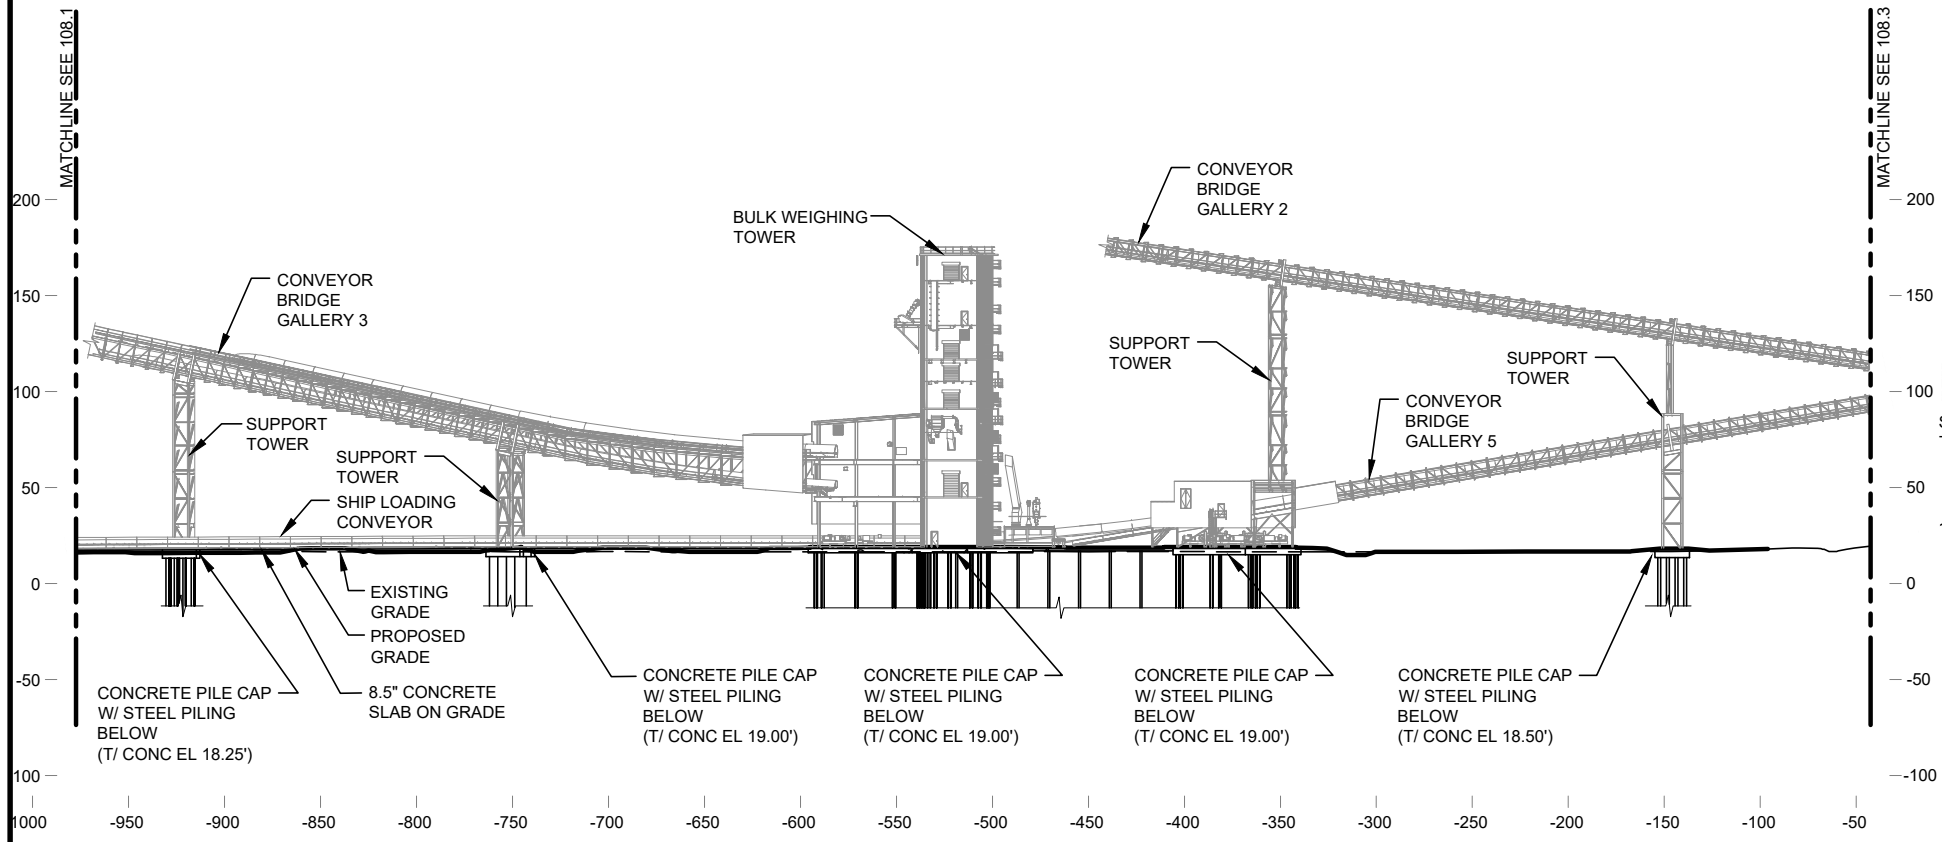 MATCHLINE SEE 108.1
MATCHLINE SEE 108.3
CONVEYOR
BRIDGE
GALLERY 2
BULK WEIGHING
TOWER
CONVEYOR
BRIDGE
GALLERY 3
SUPPORT
TOWER
SUPPORT
TOWER
CONVEYOR
BRIDGE
GALLERY 5
SUPPORT
TOWER
SUPPORT
TOWER
SHIP LOADING
CONVEYOR
EXISTING
GRADE
PROPOSED
GRADE
8.5" CONCRETE
SLAB ON GRADE
CONCRETE PILE CAP
W/ STEEL PILING
BELOW
(T/ CONC EL 18.25')
CONCRETE PILE CAP
W/ STEEL PILING
BELOW
(T/ CONC EL 19.00')
CONCRETE PILE CAP
W/ STEEL PILING
BELOW
(T/ CONC EL 19.00')
CONCRETE PILE CAP
W/ STEEL PILING
BELOW
(T/ CONC EL 19.00')
CONCRETE PILE CAP
W/ STEEL PILING
BELOW
(T/ CONC EL 18.50')
200
150
100
50
0
-50
100
200
150
100
50
0
-50
-100
1000 -950 -900 -850 -800 -750 -700 -650 -600 -550 -500 -450 -400 -350 -300 -250 -200 -150 -100 -50